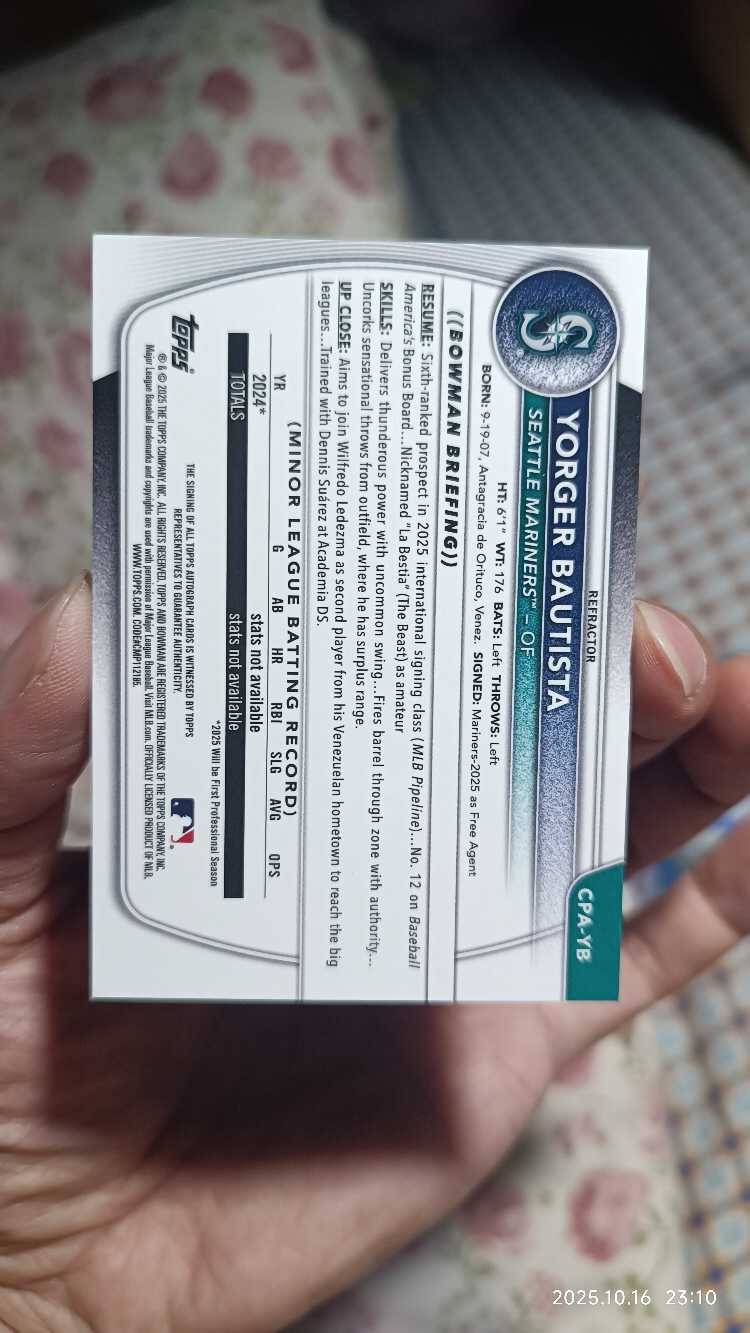 REFRACTOR
CPA-YB
YORGER BAUTISTA
SEATTLE MARINERS™ – OF
HT: 6'1" WT: 176 BATS: Left THROWS: Left
BORN: 9-19-07, Antagracia de Orituco, Venez. SIGNED: Mariners-2025 as Free Agent
((BOWMAN BRIEFING))
RESUME: Sixth-ranked prospect in 2025 international signing class (MLB Pipeline)...No. 12 on Baseball
America's Bonus Board...Nicknamed "La Bestia" (The Beast) as amateur
SKILLS: Delivers thunderous power with uncommon swing...Fires barrel through zone with authority...
Uncorks sensational throws from outfield, where he has surplus range.
UP CLOSE: Aims to join Wilfredo Ledezma as second player from his Venezuelan hometown to reach the big
leagues...Trained with Dennis Suárez at Academia DS.
(MINOR LEAGUE BATTING RECORD)
YR G AB HR RBI SLG AVG OPS
2024* stats not available
TOTALS stats not available
*2025 Will be First Professional Season
topps
THE SIGNING OF ALL TOPPS AUTOGRAPH CARDS IS WITNESSED BY TOPPS
REPRESENTATIVES TO GUARANTEE AUTHENTICITY.
® & © 2025 THE TOPPS COMPANY, INC. ALL RIGHTS RESERVED. TOPPS AND BOWMAN ARE REGISTERED TRADEMARKS OF THE TOPPS COMPANY, INC.
Major League Baseball trademarks and copyrights are used with permission of Major League Baseball. Visit MLB.com. OFFICIALLY LICENSED PRODUCT OF MLB.
WWW.TOPPS.COM. CODE#CMP112185.
2025.10.16 23:10